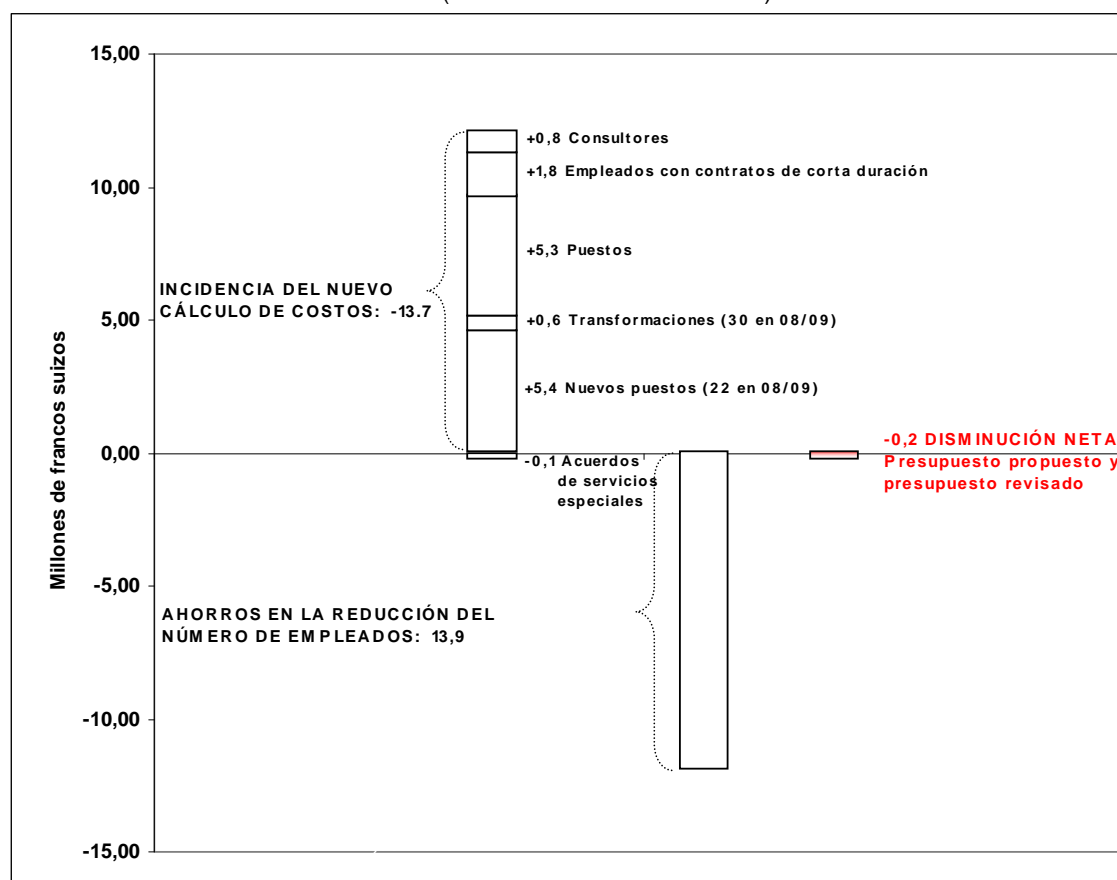 15,00
10,00
5,00
0,00
-5,00
-10,00
-15,00
Millones de francos suizos
+0,8 Consultores
+1,8 Empleados con contratos de corta duración
+5,3 Puestos
INCIDENCIA DEL NUEVO
CÁLCULO DE COSTOS: -13.7
+0,6 Transformaciones (30 en 08/09)
+5,4 Nuevos puestos (22 en 08/09)
-0,1 Acuerdos
de servicios
especiales
-0,2 DISMINUCIÓN NETA
Presupuesto propuesto y
presupuesto revisado
AHORROS EN LA REDUCCIÓN DEL
NÚMERO DE EMPLEADOS: 13,9